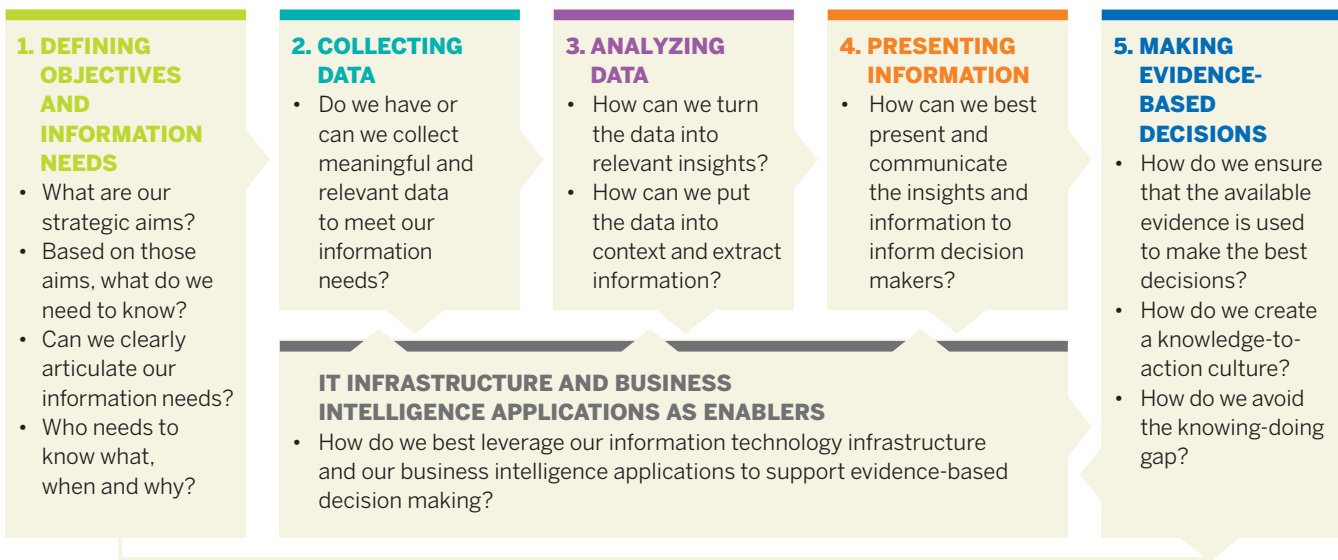 1. DEFINING
OBJECTIVES
AND
INFORMATION
NEEDS
• What are our
strategic aims?
• Based on those
aims, what do we
need to know?
• Can we clearly
articulate our
information needs?
• Who needs to
know what,
when and why?
2. COLLECTING
DATA
• Do we have or
can we collect
meaningful and
relevant data
to meet our
information
needs?
3. ANALYZING
DATA
• How can we turn
the data into
relevant insights?
• How can we put
the data into
context and extract
information?
4. PRESENTING
INFORMATION
• How can we best
present and
communicate
the insights and
information to
inform decision
makers?
5. MAKING
EVIDENCE-
BASED
DECISIONS
• How do we ensure
that the available
evidence is used
to make the best
decisions?
• How do we create
a knowledge-to-
action culture?
• How do we avoid
the knowing-doing
gap?
IT INFRASTRUCTURE AND BUSINESS
INTELLIGENCE APPLICATIONS AS ENABLERS
• How do we best leverage our information technology infrastructure
and our business intelligence applications to support evidence-based
decision making?